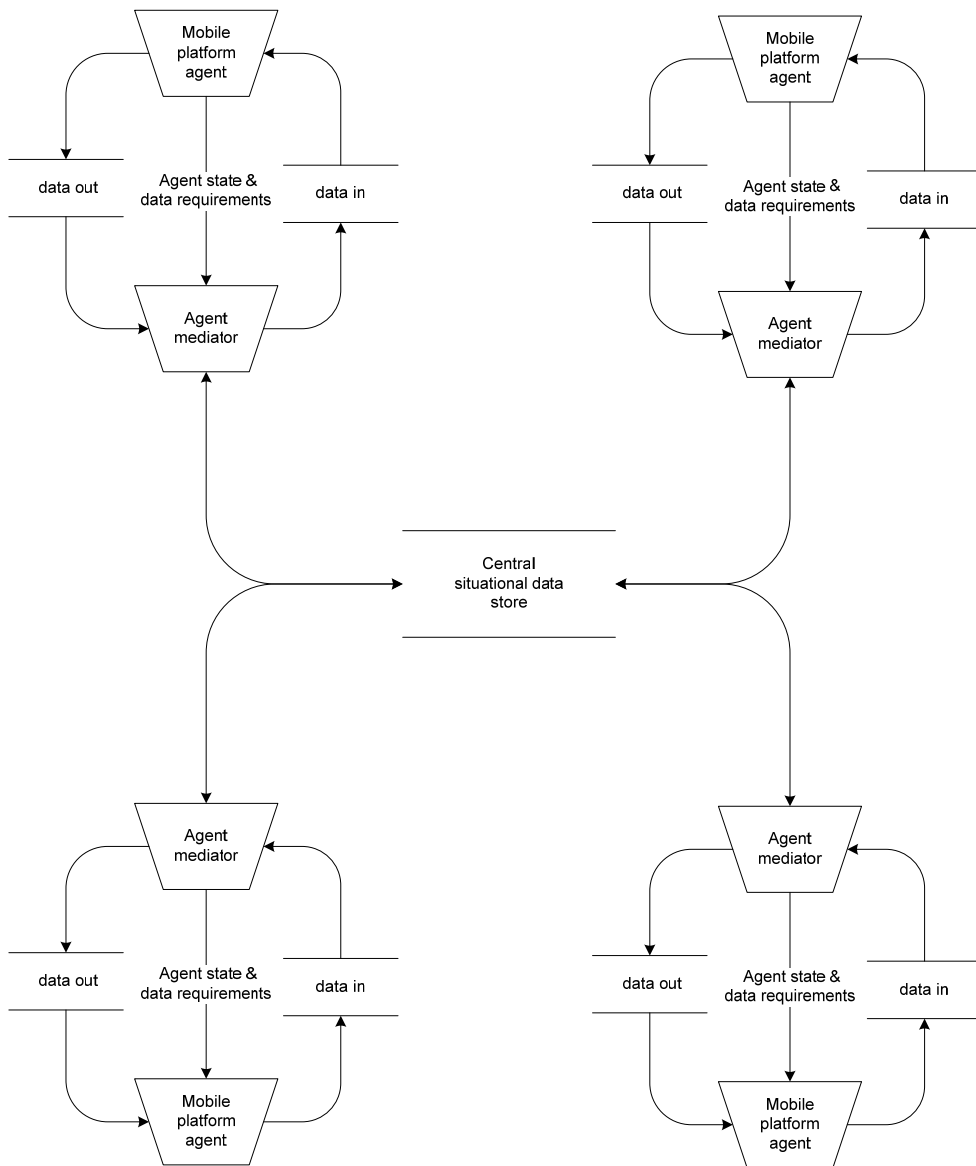 Mobile
platform
agent
data out
Agent state &
data requirements
data in
Agent
mediator
Mobile
platform
agent
data out
Agent state &
data requirements
data in
Agent
mediator
Central
situational data
store
Agent
mediator
data out
Agent state &
data requirements
data in
Mobile
platform
agent
Agent
mediator
data out
Agent state &
data requirements
data in
Mobile
platform
agent